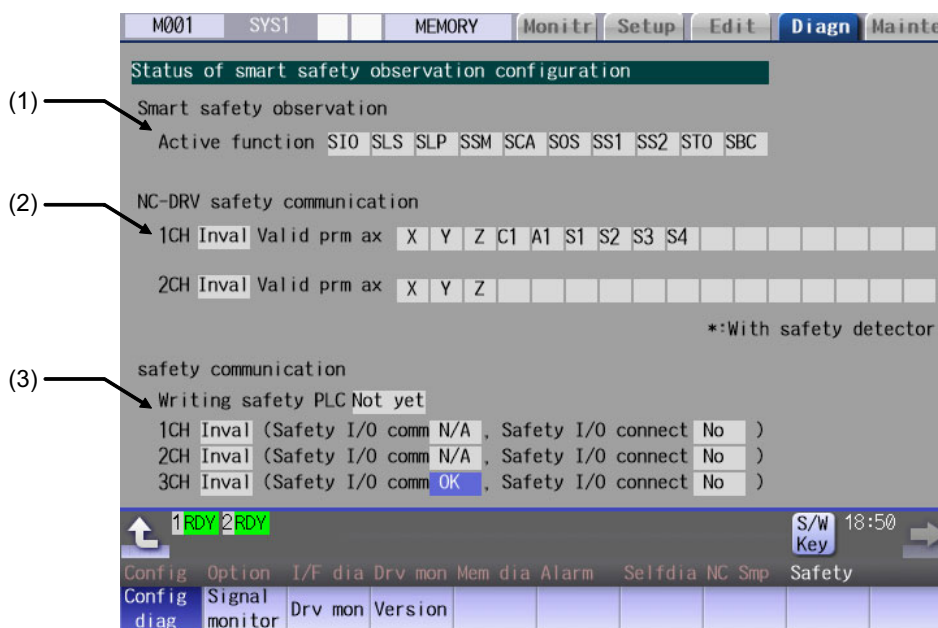 M001 SYS1 MEMORY Monitr Setup Edit Diagn Mainte
Status of smart safety observation configuration
(1)
Smart safety observation
Active function SIO SLS SLP SSM SCA SOS SS1 SS2 STO SBC
(2)
NC-DRV safety communication
1CH Inval Valid prm ax X Y Z C1 A1 S1 S2 S3 S4
2CH Inval Valid prm ax X Y Z
*:With safety detector
(3)
safety communication
Writing safety PLC Not yet
1CH Inval (Safety I/O comm N/A , Safety I/O connect No )
2CH Inval (Safety I/O comm N/A , Safety I/O connect No )
3CH Inval (Safety I/O comm OK , Safety I/O connect No )
1 RDY 2 RDY S/W Key 18:50
Config Option I/F dia Drv mon Mem dia Alarm Selfdia NC Smp Safety
Config diag Signal monitor Drv mon Version